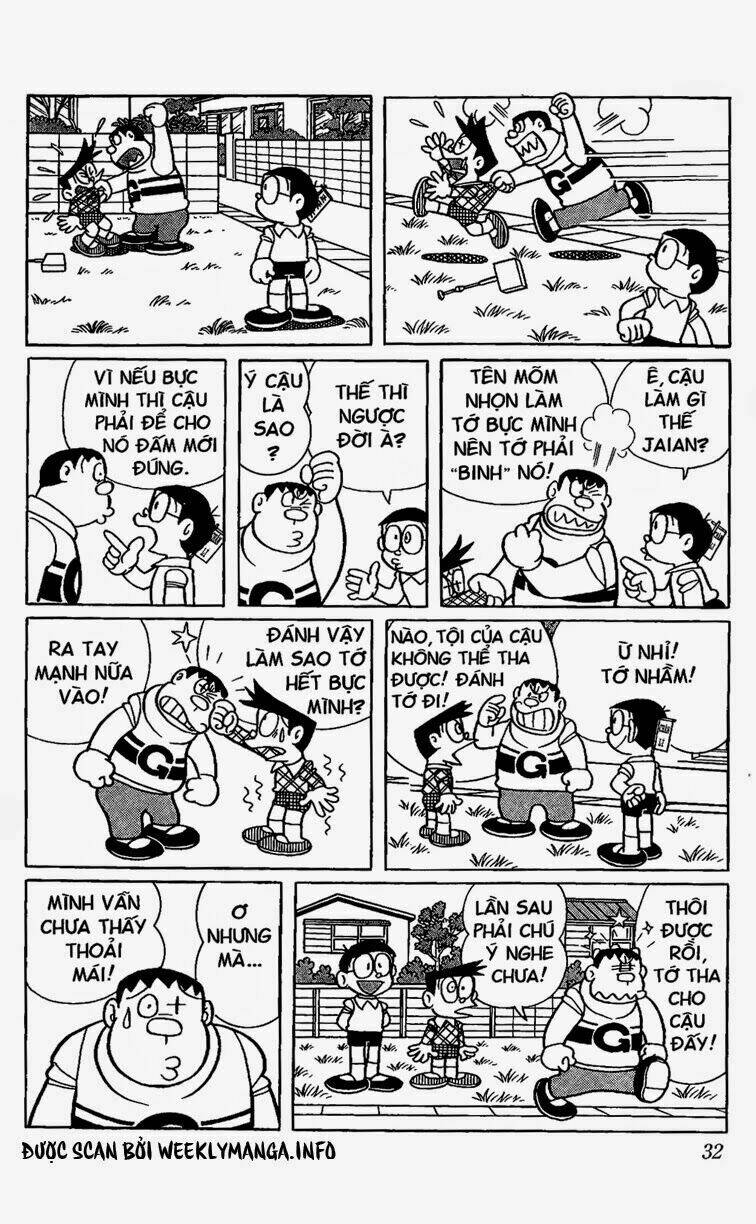 Ê, CẬU
LÀM GÌ
THẾ
JAIAN?
TÊN MÕM
NHỌN LÀM
TỚ BỰC MÌNH
NÊN TỚ PHẢI
“BINH” NÓ!
THẾ THÌ
NGƯỢC
ĐỜI À?
Ý CẬU
LÀ
SAO
?
VÌ NẾU BỰC
MÌNH THÌ CẬU
PHẢI ĐỂ CHO
NÓ ĐẤM MỚI
ĐÚNG.
Ừ NHỈ!
TỚ NHẦM!
NÀO, TỘI CỦA CẬU
KHÔNG THỂ THA
ĐƯỢC! ĐÁNH
TỚ ĐI!
ĐÁNH VẬY
LÀM SAO TỚ
HẾT BỰC
MÌNH?
RA TAY
MẠNH NỮA
VÀO!
THÔI
ĐƯỢC
RỒI,
TỚ THA
CHO
CẬU
ĐẤY!
LẦN SAU
PHẢI CHÚ
Ý NGHE
CHƯA!
Ơ
NHƯNG
MÀ...
MÌNH VẪN
CHƯA THẤY
THOẢI
MÁI!
ĐƯỢC SCAN BỞI WEEKLYMANGA.INFO
32